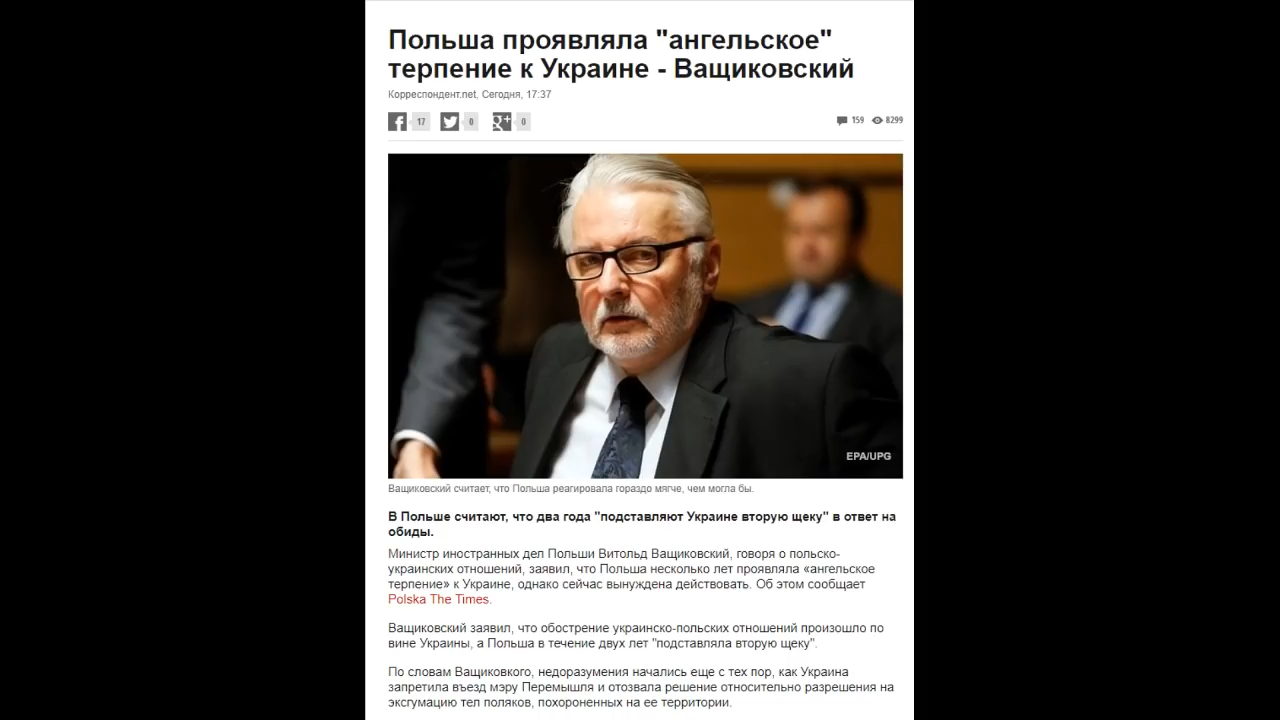 Польша проявляла "ангельское"
терпение к Украине - Ващиковский
Корреспондент.net, Сегодня, 17:37
17 0 0 159 8299
EPA/UPG
Ващиковский считает, что Польша реагировала гораздо мягче, чем могла бы.
В Польше считают, что два года "подставляют Украине вторую щеку" в ответ на
обиды.
Министр иностранных дел Польши Витольд Ващиковский, говоря о польско-
украинских отношений, заявил, что Польша несколько лет проявляла «ангельское
терпение» к Украине, однако сейчас вынуждена действовать. Об этом сообщает
Polska The Times.
Ващиковский заявил, что обострение украинско-польских отношений произошло по
вине Украины, а Польша в течение двух лет "подставляла вторую щеку".
По словам Ващиковкого, недоразумения начались еще с тех пор, как Украина
запретила въезд мэру Перемышля и отозвала решение относительно разрешения на
эксгумацию тел поляков, похороненных на ее территории.